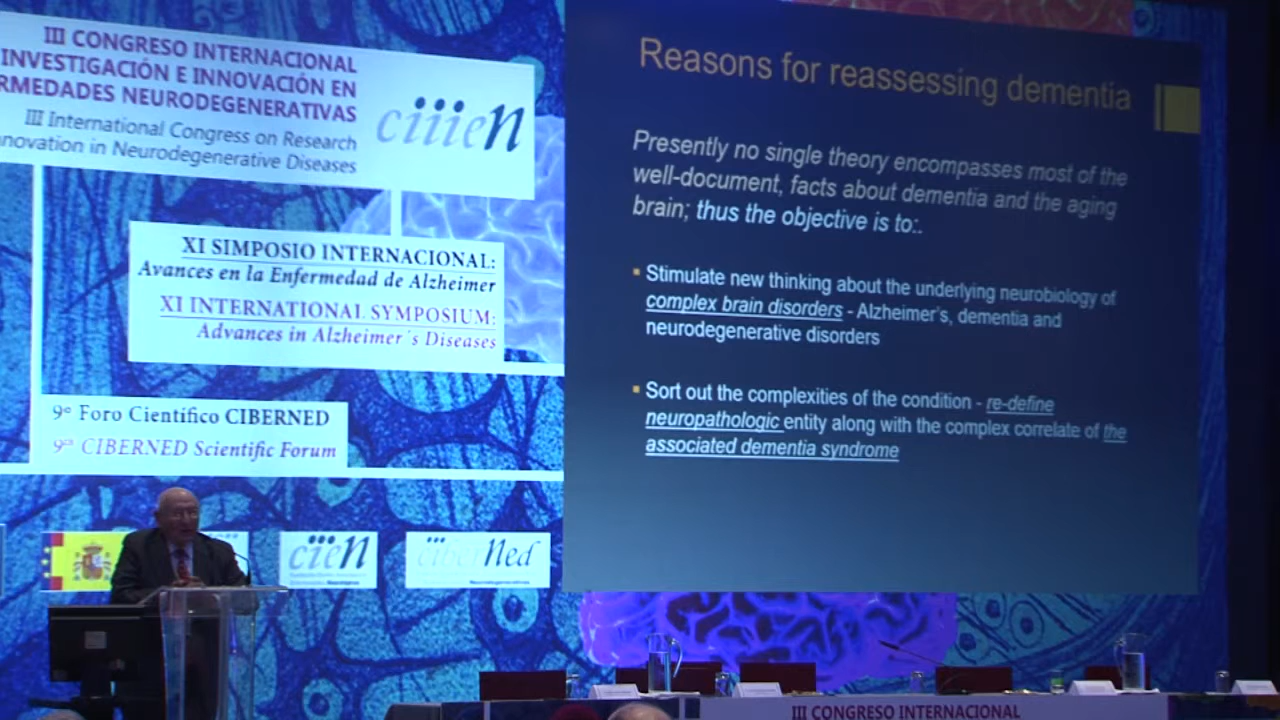 III CONGRESO INTERNACIONAL
INVESTIGACIÓN E INNOVACIÓN EN
RMEDADES NEURODEGENERATIVAS
III International Congress on Research
nnovation in Neurodegenerative Diseases
ciiieN
XI SIMPOSIO INTERNACIONAL:
Avances en la Enfermedad de Alzheimer
XI INTERNATIONAL SYMPOSIUM:
Advances in Alzheimer´s Diseases
9º Foro Científico CIBERNED
9th CIBERNED Scientific Forum
ciieN
ciberNed
Reasons for reassessing dementia
Presently no single theory encompasses most of the
well-document, facts about dementia and the aging
brain; thus the objective is to:.
▪ Stimulate new thinking about the underlying neurobiology of
complex brain disorders - Alzheimer's, dementia and
neurodegenerative disorders
▪ Sort out the complexities of the condition - re-define
neuropathologic entity along with the complex correlate of the
associated dementia syndrome
III CONGRESO INTERNACIONAL